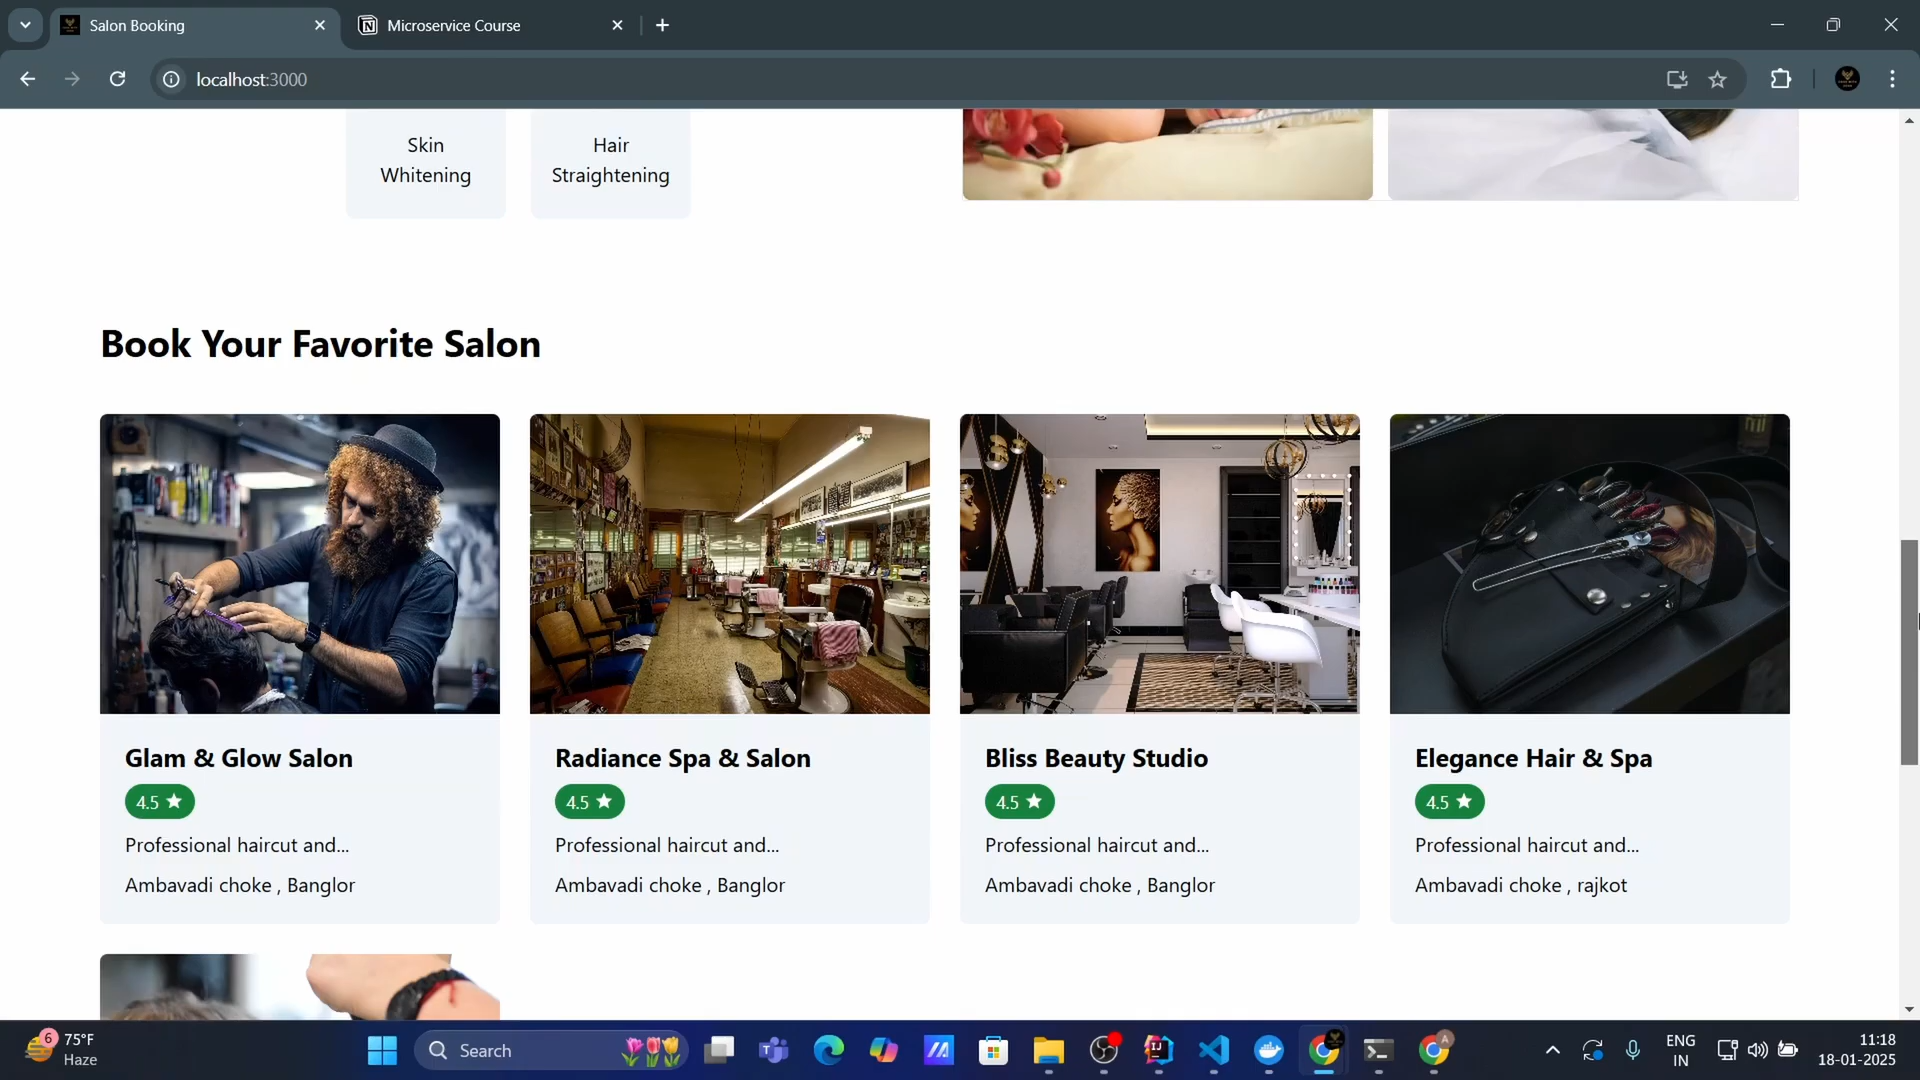 Salon Booking
Microservice Course
localhost:3000
Skin
Whitening
Hair
Straightening
Book Your Favorite Salon
Glam & Glow Salon
4.5
Professional haircut and...
Ambavadi choke , Banglor
Radiance Spa & Salon
4.5
Professional haircut and...
Ambavadi choke , Banglor
Bliss Beauty Studio
4.5
Professional haircut and...
Ambavadi choke , Banglor
Elegance Hair & Spa
4.5
Professional haircut and...
Ambavadi choke , rajkot
6
75°F
Haze
Search
ENG
IN
11:18
18-01-2025